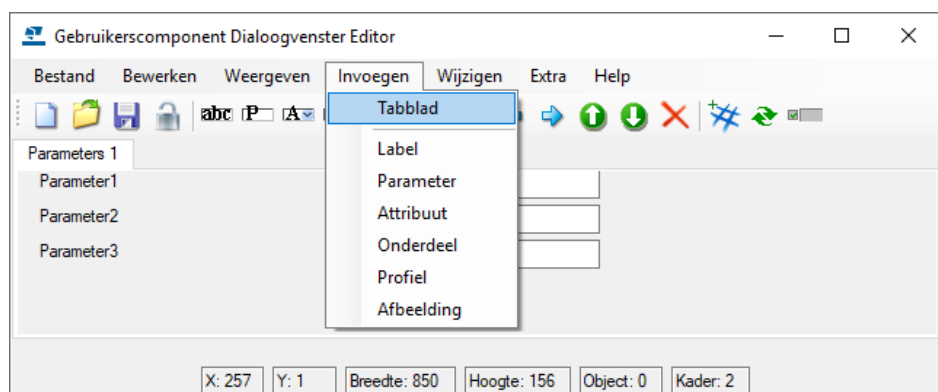 Gebruikerscomponent Dialoogvenster Editor
Bestand Bewerken Weergeven Invoegen Wijzigen Extra Help
abc P A
Tabblad
Parameters 1
Label
Parameter1
Parameter
Parameter2
Attribuut
Onderdeel
Parameter3
Profiel
Afbeelding
X: 257 Y: 1 Breedte: 850 Hoogte: 156 Object: 0 Kader: 2